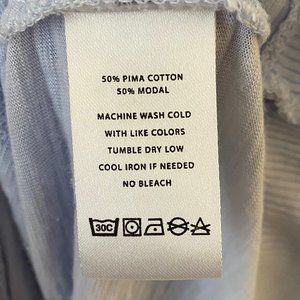 50% PIMA COTTON
50% MODAL
MACHINE WASH COLD
WITH LIKE COLORS
TUMBLE DRY LOW
COOL IRON IF NEEDED
NO BLEACH
30C